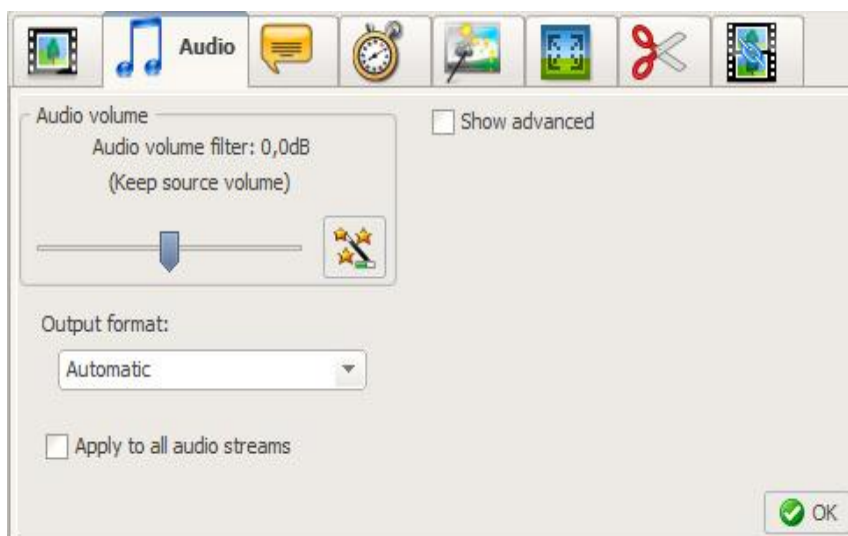 Audio
Audio volume
Show advanced
Audio volume filter: 0,0dB
(Keep source volume)
Output format:
Automatic
Apply to all audio streams
OK